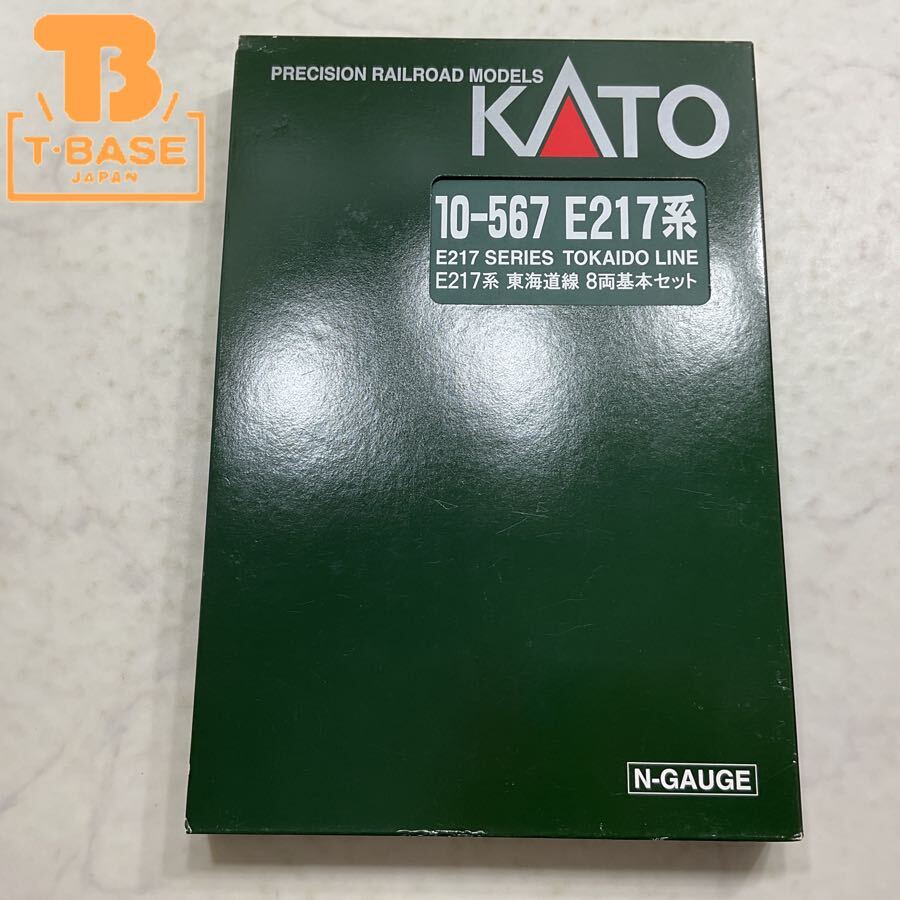 B
T・BASE
JAPAN
PRECISION RAILROAD MODELS
KATO
10-567 E217系
E217 SERIES TOKAIDO LINE
E217系 東海道線 8両基本セット
N-GAUGE